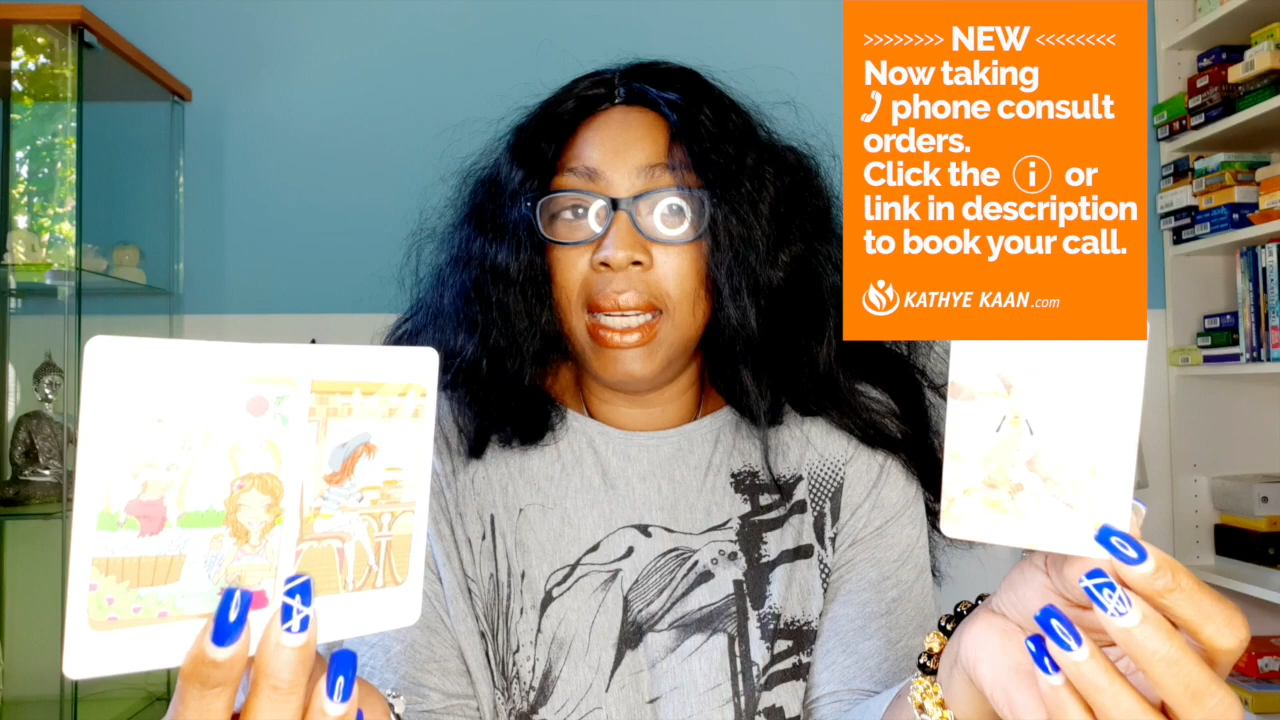 >>>>>>>> NEW <<<<<<<<
Now taking
phone consult
orders.
Click the i or
link in description
to book your call.
KATHYE KAAN.com